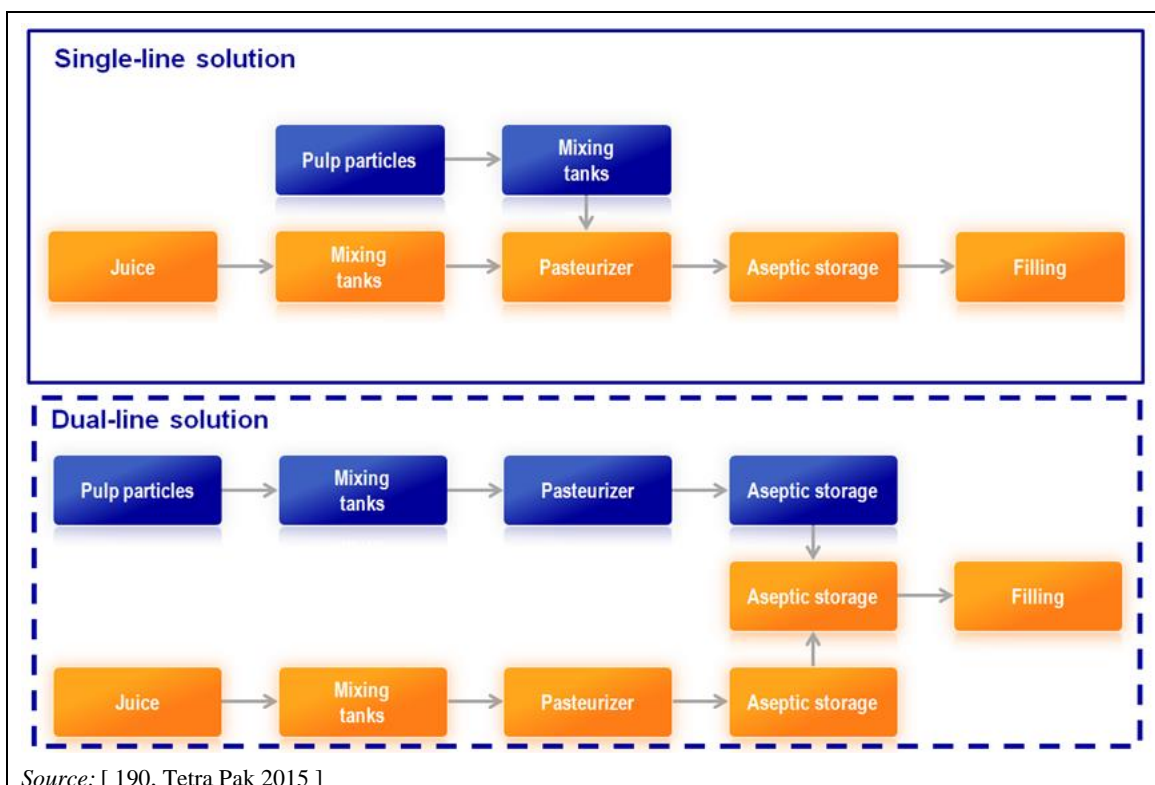 Single-line solution
Pulp particles
Mixing
tanks
Juice
Mixing
tanks
Pasteurizer
Aseptic storage
Filling
Dual-line solution
Pulp particles
Mixing
tanks
Pasteurizer
Aseptic storage
Aseptic storage
Filling
Juice
Mixing
tanks
Pasteurizer
Aseptic storage
Source: [ 190, Tetra Pak 2015 ]